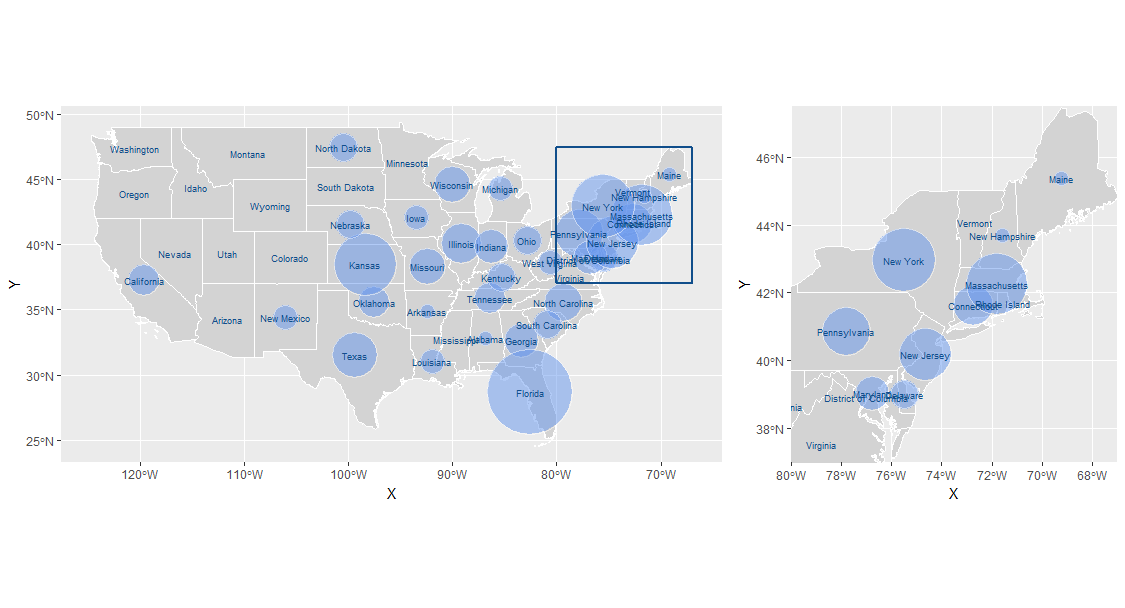 50°N
45°N
40°N
35°N
30°N
25°N
Y
Washington
Montana
North Dakota
Minnesota
Maine
Oregon
Idaho
South Dakota
Wisconsin
Michigan
Vermont
New Hampshire
Wyoming
Nebraska
Iowa
New York
Massachusetts
Rhode Island
Connecticut
Nevada
Utah
Colorado
Kansas
Missouri
Illinois
Indiana
Ohio
Pennsylvania
New Jersey
Maryland
Delaware
District of Columbia
West Virginia
Virginia
California
Kentucky
Oklahoma
Tennessee
North Carolina
Arizona
New Mexico
Arkansas
South Carolina
Mississippi
Alabama
Georgia
Texas
Louisiana
Florida
120°W
110°W
100°W
90°W
80°W
70°W
X
46°N
44°N
42°N
40°N
38°N
Y
Maine
Vermont
New Hampshire
New York
Massachusetts
Rhode Island
Connecticut
Pennsylvania
New Jersey
Maryland
Delaware
District of Columbia
nia
Virginia
80°W
78°W
76°W
74°W
72°W
70°W
68°W
X